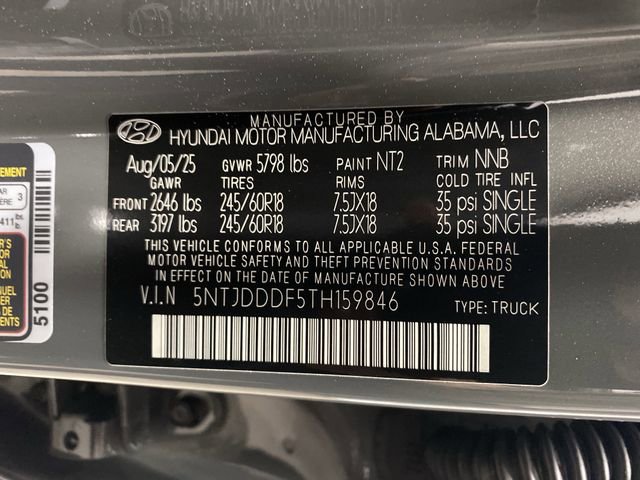 MANUFACTURED BY
HYUNDAI MOTOR MANUFACTURING ALABAMA, LLC
Aug/05/25 GVWR 5798 lbs PAINT NT2 TRIM NNB
GAWR TIRES RIMS COLD TIRE INFL
FRONT 2646 lbs 245/60R18 7.5JX18 35 psi SINGLE
REAR 3197 lbs 245/60R18 7.5JX18 35 psi SINGLE
THIS VEHICLE CONFORMS TO ALL APPLICABLE U.S.A. FEDERAL
MOTOR VEHICLE SAFETY AND THEFT PREVENTION STANDARDS
IN EFFECT ON THE DATE OF MANUFACTURE SHOWN ABOVE
V.I.N 5NTJDDDF5TH159846 TYPE: TRUCK
5100
3